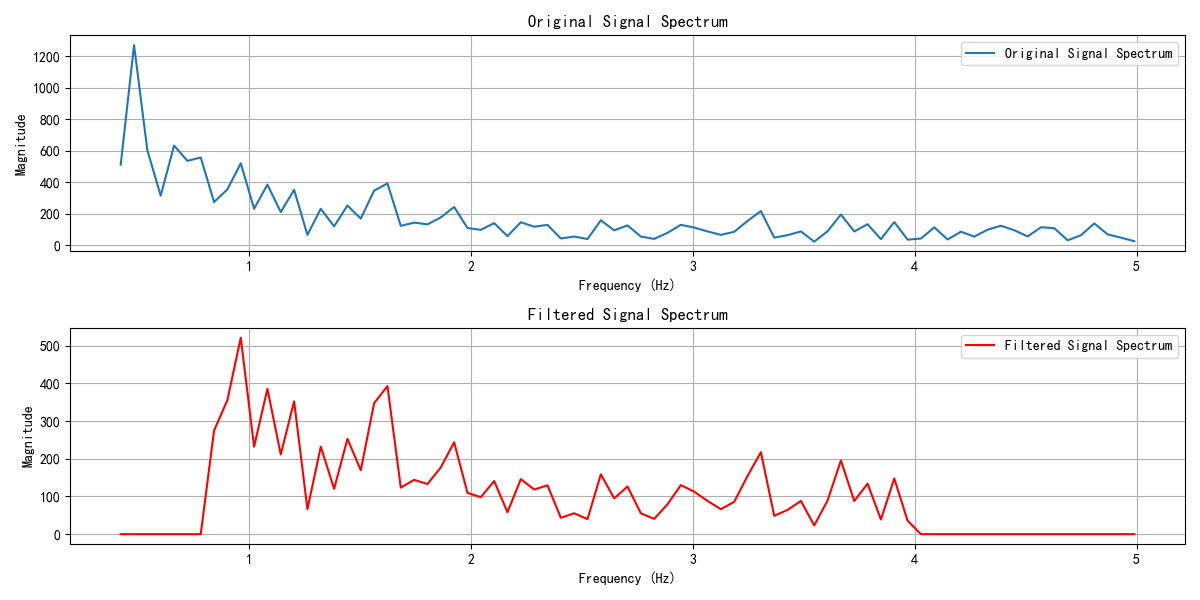 Original Signal Spectrum
Original Signal Spectrum
Magnitude
1200
1000
800
600
400
200
0
1
2
3
4
5
Frequency (Hz)
Filtered Signal Spectrum
Filtered Signal Spectrum
Magnitude
500
400
300
200
100
0
1
2
3
4
5
Frequency (Hz)